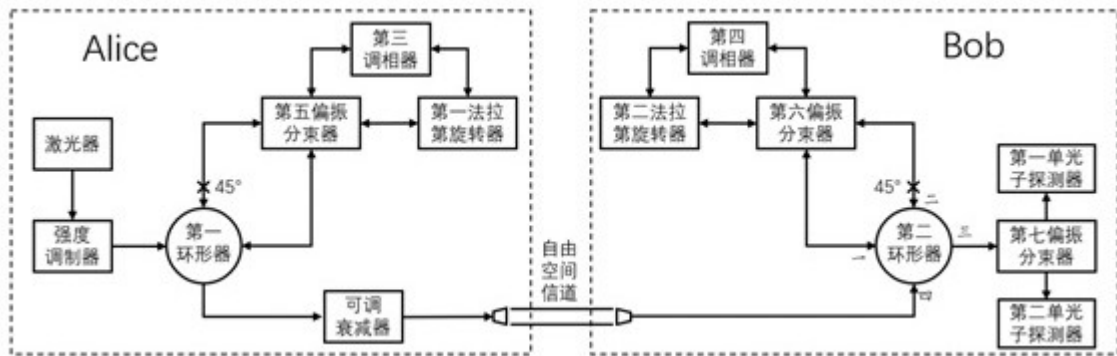 Alice
第三
调相器
第五偏振
分束器
第一法拉
第旋转器
激光器
45°
强度
调制器
第一
环形器
可调
衰减器
自由
空间
信道
Bob
第四
调相器
第二法拉
第旋转器
第六偏振
分束器
45°
二
第二
环形器
一
三
四
第一单光
子探测器
第七偏振
分束器
第二单光
子探测器